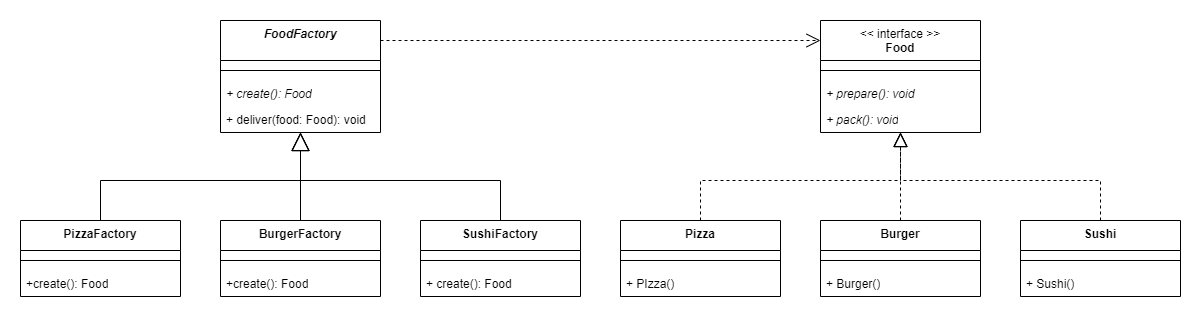 FoodFactory
+ create(): Food
+ deliver(food: Food): void
<< interface >>
Food
+ prepare(): void
+ pack(): void
PizzaFactory
+create(): Food
BurgerFactory
+create(): Food
SushiFactory
+ create(): Food
Pizza
+ PIzza()
Burger
+ Burger()
Sushi
+ Sushi()